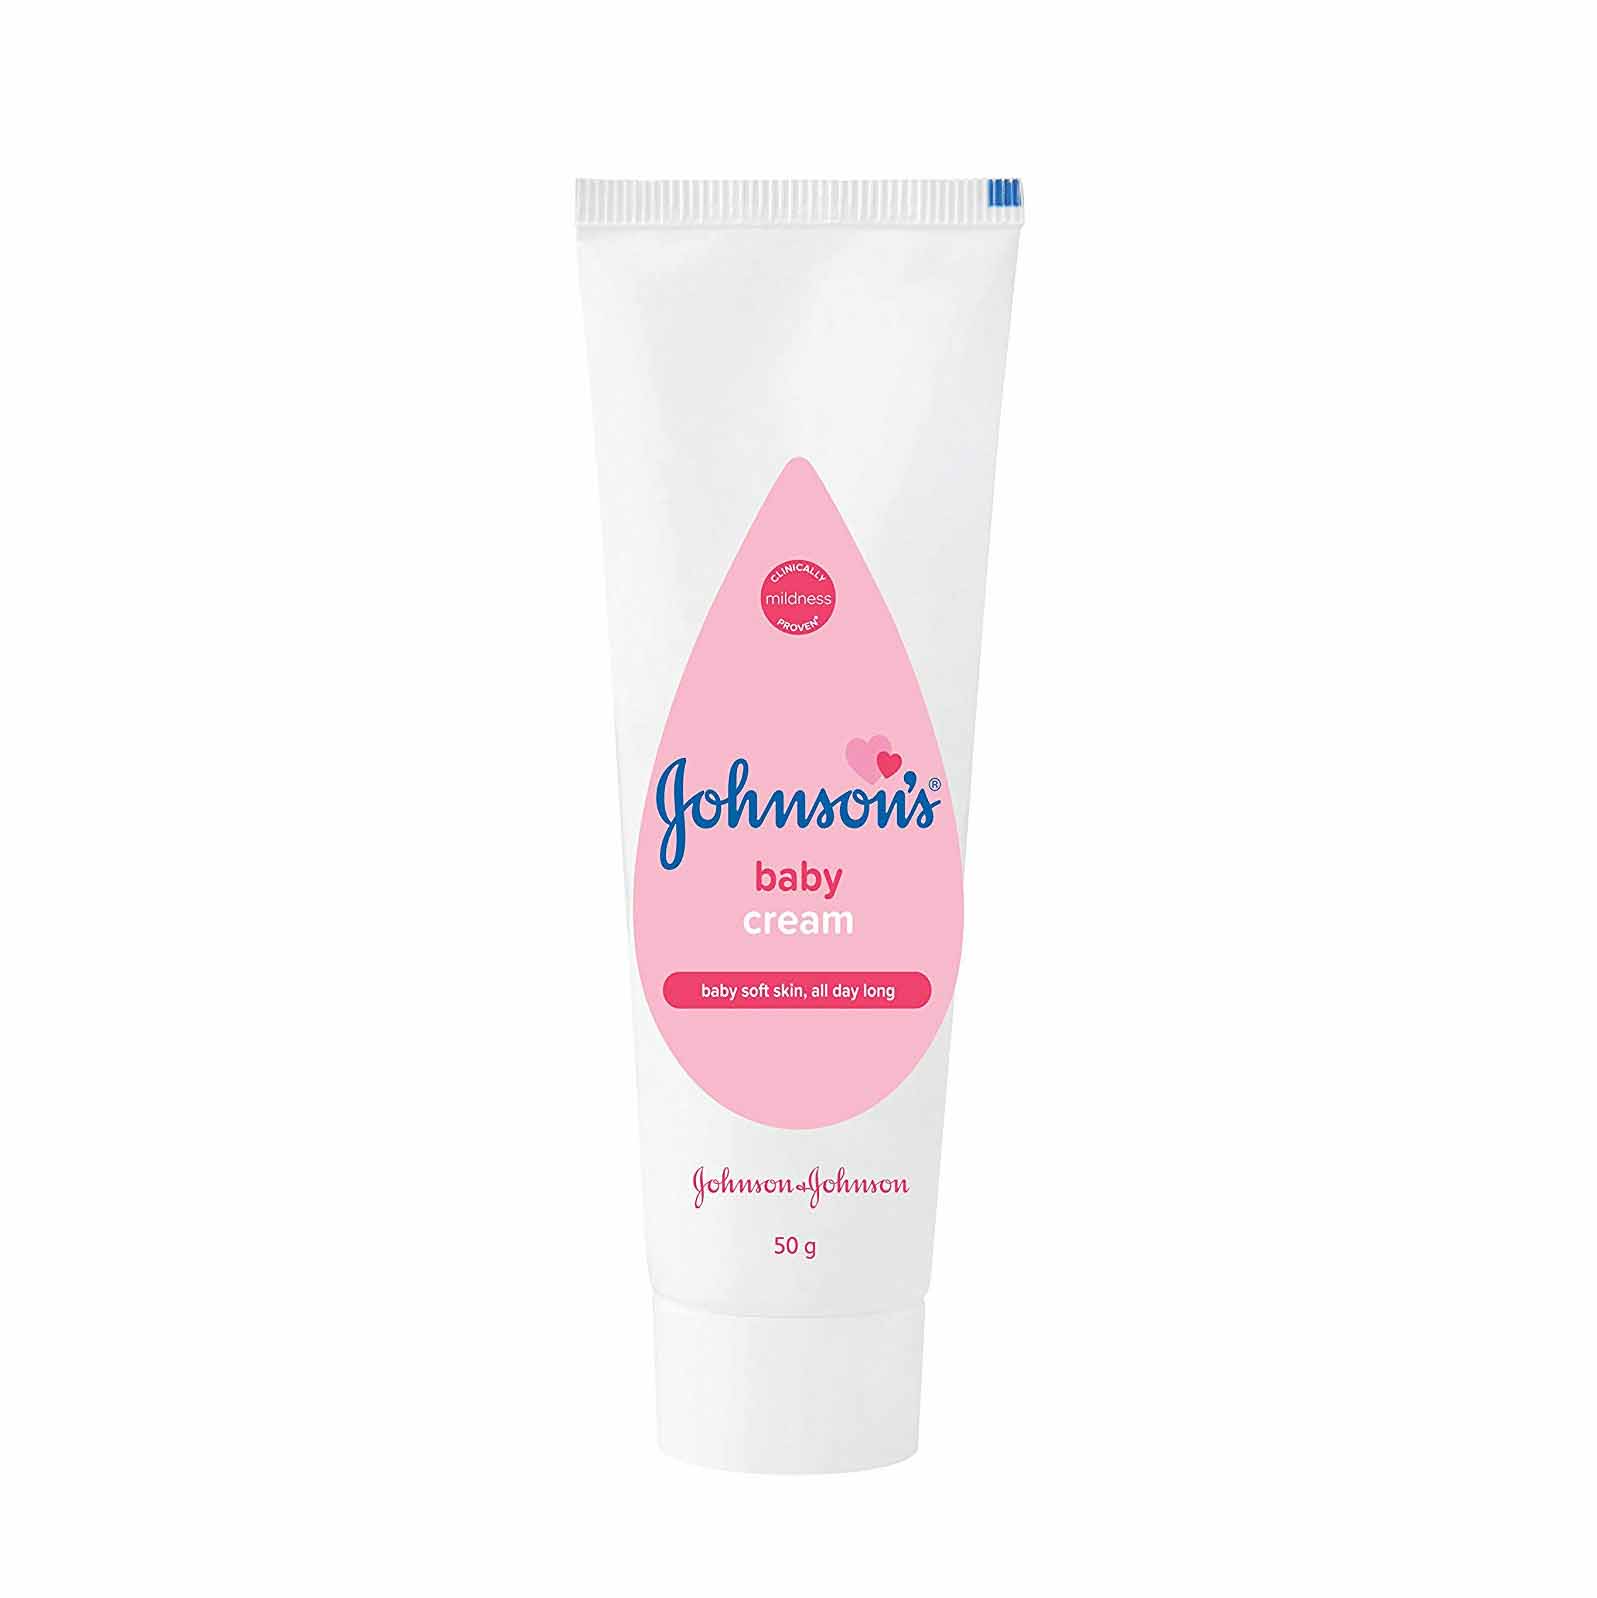 CLINICALLY
mildness
PROVEN®
Johnson's®
baby
cream
baby soft skin, all day long
Johnson & Johnson
50 g